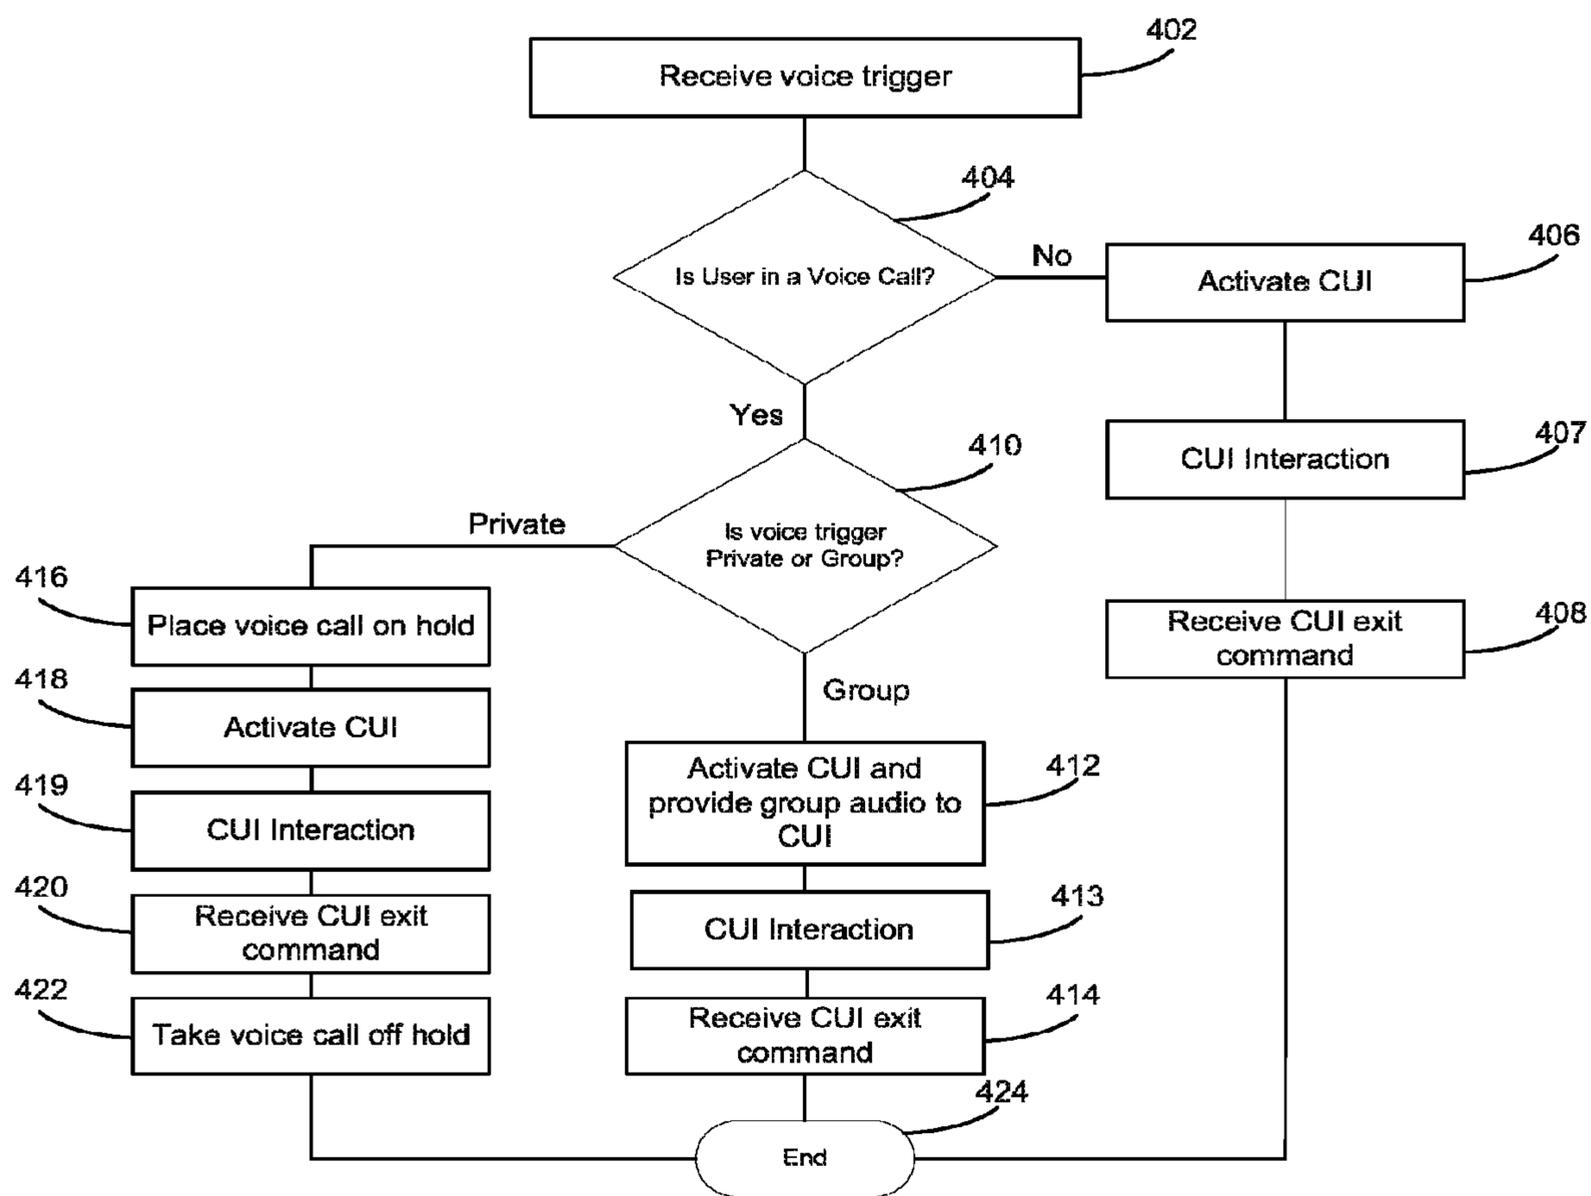 402
Receive voice trigger
404
Is User in a Voice Call?
No
406
Activate CUI
Yes
407
CUI Interaction
410
Is voice trigger
Private or Group?
Private
408
Receive CUI exit
command
416
Place voice call on hold
418
Activate CUI
Group
412
Activate CUI and
provide group audio to
CUI
419
CUI Interaction
413
CUI Interaction
420
Receive CUI exit
command
414
Receive CUI exit
command
422
Take voice call off hold
424
End